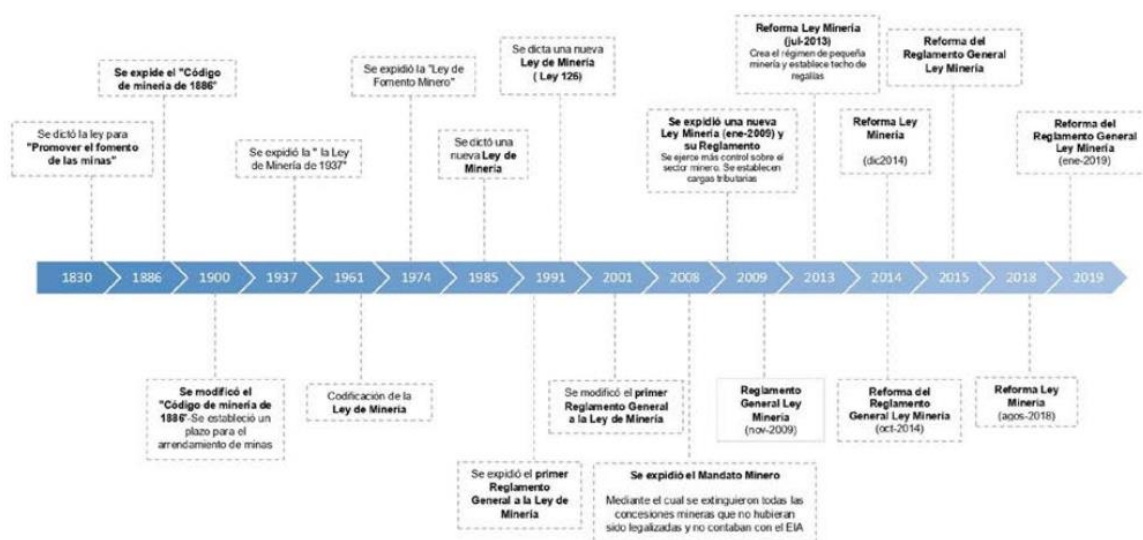 Reforma Ley Minería
(jul-2013)
Crea el régimen de pequeña
minería y establece techo de
regalías
Se dicta una nueva
Ley de Minería
( Ley 126)
Reforma del
Reglamento General
Ley Minería
Se expide el "Código
de minería de 1886"
Se expidió la "Ley de
Fomento Minero"
Se expidió una nueva
Ley Minería (ene-2009) y
su Reglamento
Se ejerce más control sobre el
sector minero. Se establecen
cargas tributarias
Reforma Ley
Minería
(dic2014)
Reforma del
Reglamento General
Ley Minería
(ene-2019)
Se dictó la ley para
"Promover el fomento
de las minas"
Se expidió la " la Ley
de Minería de 1937"
Se dictó una
nueva Ley de
Minería
1830 1886 1900 1937 1961 1974 1985 1991 2001 2008 2009 2013 2014 2015 2018 2019
Se modificó el
"Código de minería de
1886"-Se estableció un
plazo para el
arrendamiento de minas
Codificación de la
Ley de Minería
Se modificó el primer
Reglamento General
a la Ley de Minería
Reglamento
General Ley
Minería
(nov-2009)
Reforma del
Reglamento
General Ley Minería
(oct-2014)
Reforma Ley
Minería
(agos-2018)
Se expidió el primer
Reglamento
General a la Ley de
Minería
Se expidió el Mandato Minero
Mediante el cual se extinguieron todas las
concesiones mineras que no hubieran
sido legalizadas y no contaban con el EIA